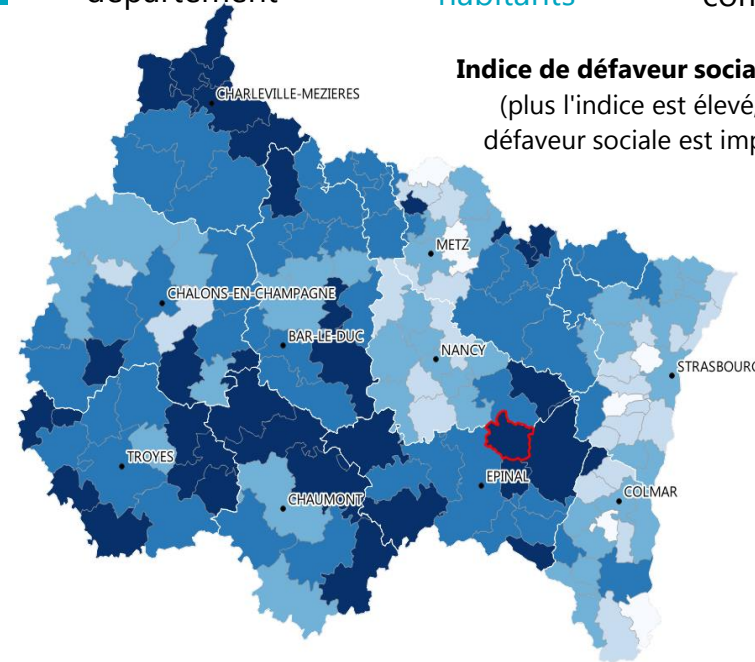 département
habitants
Indice de défaveur socia
(plus l'indice est élevé,
défaveur sociale est imp
CHARLEVILLE-MEZIERES
METZ
CHALONS-EN-CHAMPAGNE
BAR-LE-DUC
NANCY
STRASBOURG
TROYES
EPINAL
COLMAR
CHAUMONT